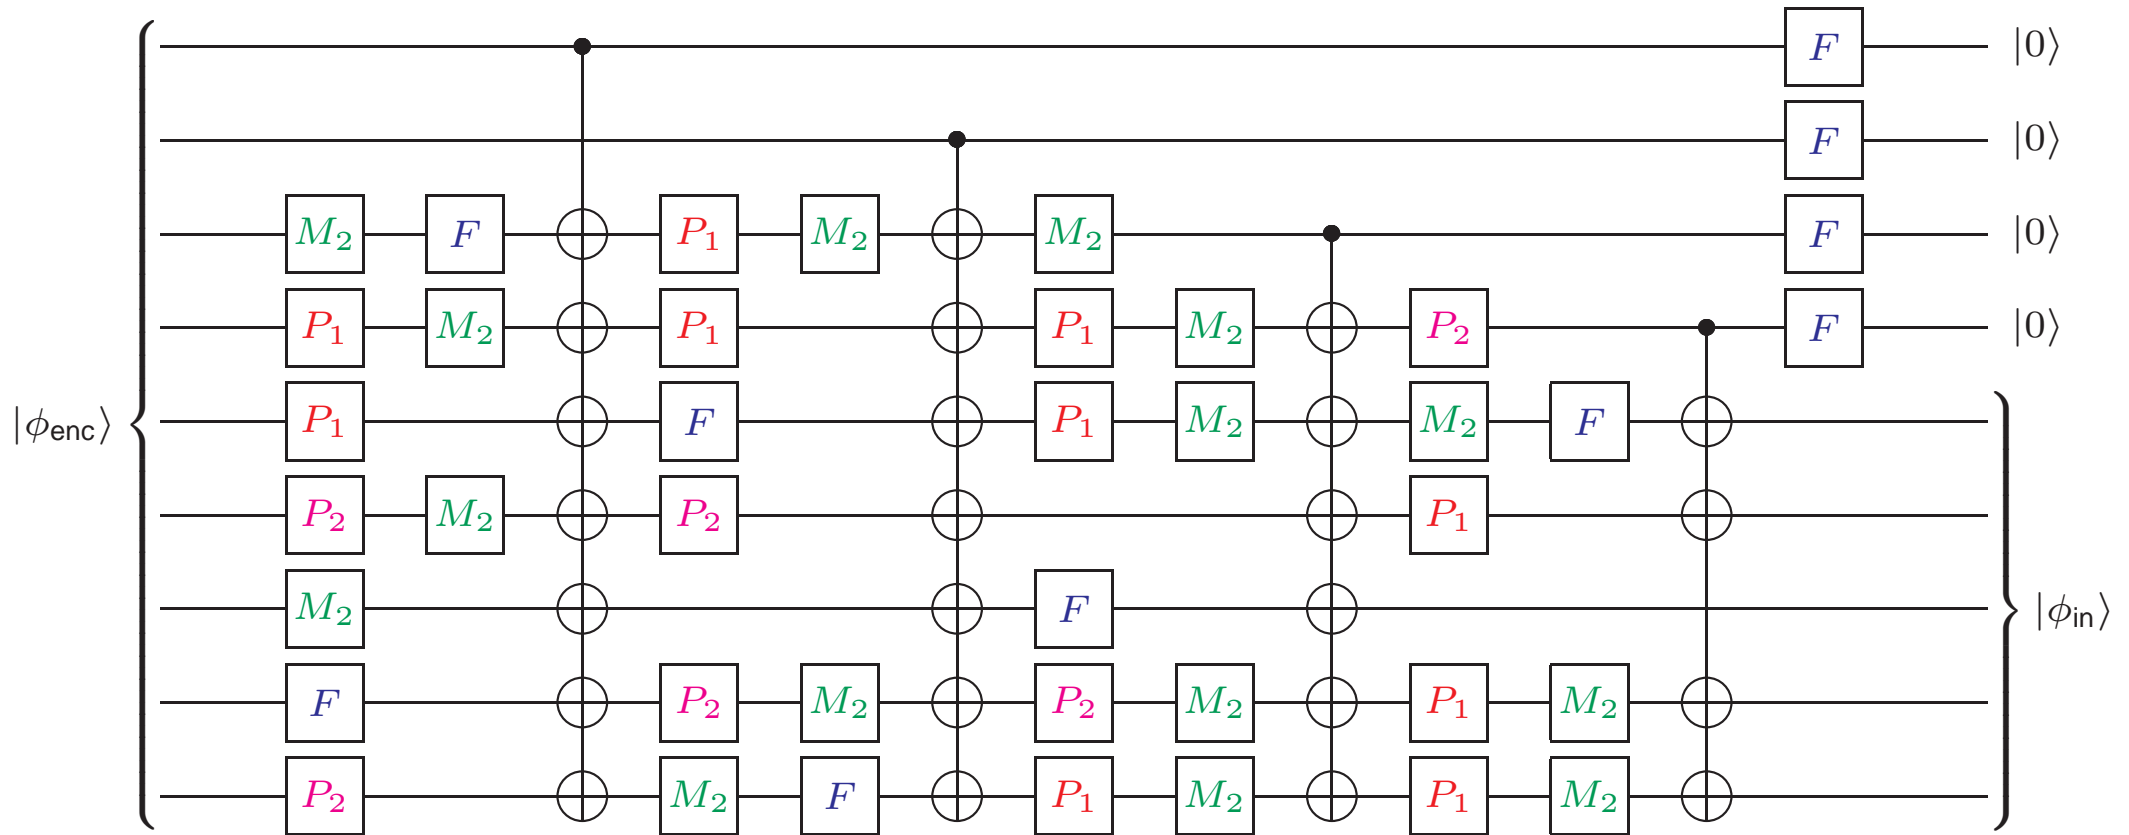 F |0⟩
F |0⟩
M₂ F P₁ M₂ M₂ F |0⟩
P₁ M₂ P₁ P₁ M₂ P₂ F |0⟩
|ϕenc⟩ P₁ F P₁ M₂ M₂ F
P₂ M₂ P₂ P₁
M₂ F |ϕin⟩
F P₂ M₂ P₂ M₂ P₁ M₂
P₂ M₂ F P₁ M₂ P₁ M₂